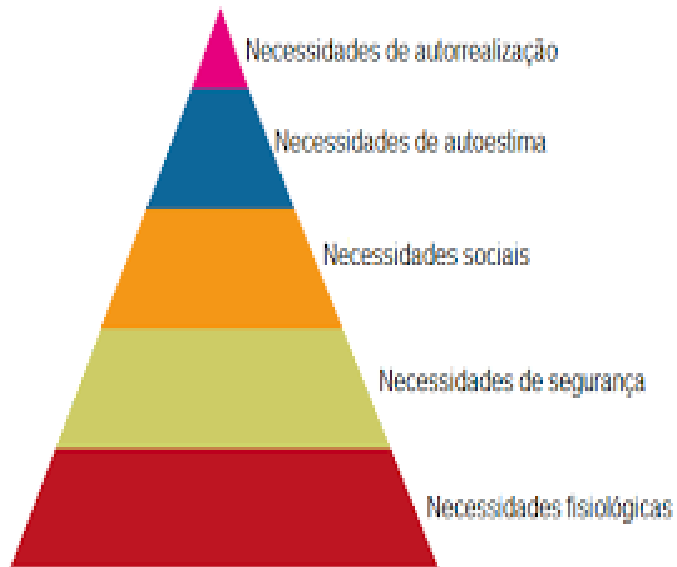 Necessidades de autorrealização
Necessidades de autoestima
Necessidades sociais
Necessidades de segurança
Necessidades fisiológicas